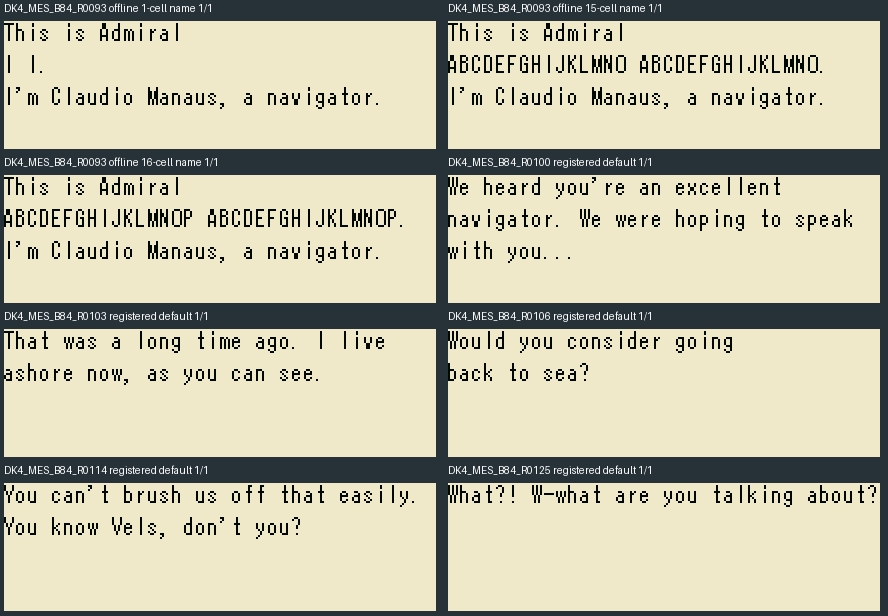 DK4_MES_B84_R0093 offline 1-cell name 1/1
This is Admiral
I I.
I'm Claudio Manaus, a navigator.
DK4_MES_B84_R0093 offline 15-cell name 1/1
This is Admiral
ABCDEFGHIJKLMNO ABCDEFGHIJKLMNO.
I'm Claudio Manaus, a navigator.
DK4_MES_B84_R0093 offline 16-cell name 1/1
This is Admiral
ABCDEFGHIJKLMNOP ABCDEFGHIJKLMNOP.
I'm Claudio Manaus, a navigator.
DK4_MES_B84_R0100 registered default 1/1
We heard you're an excellent
navigator. We were hoping to speak
with you...
DK4_MES_B84_R0103 registered default 1/1
That was a long time ago. I live
ashore now, as you can see.
DK4_MES_B84_R0106 registered default 1/1
Would you consider going
back to sea?
DK4_MES_B84_R0114 registered default 1/1
You can't brush us off that easily.
You know Vels, don't you?
DK4_MES_B84_R0125 registered default 1/1
What?! W-what are you talking about?